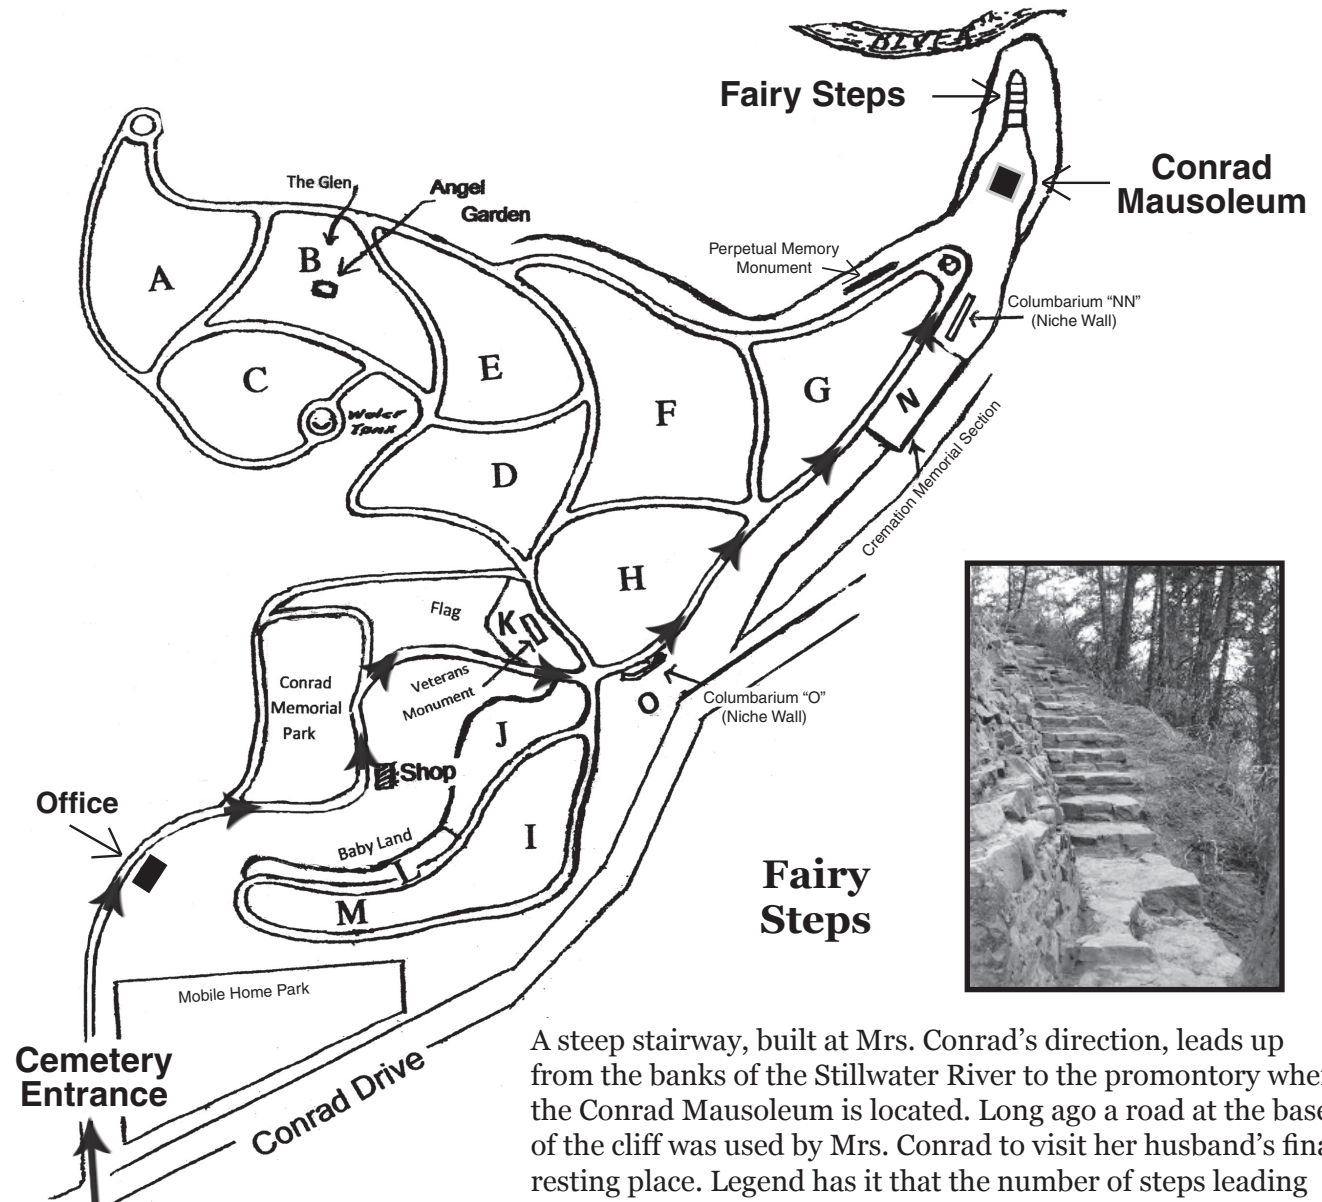 RIVER
Fairy Steps
Conrad
Mausoleum
The Glen
Angel
Garden
Perpetual Memory
Monument
Columbarium “NN”
(Niche Wall)
A
B
C
Water
Tank
E
D
F
G
N
Cremation Memorial Section
H
Flag
K
Veterans
Monument
Conrad
Memorial
Park
O
Columbarium “O”
(Niche Wall)
J
Shop
Office
Baby Land
I
L
M
Mobile Home Park
Cemetery
Entrance
Conrad Drive
Fairy
Steps
A steep stairway, built at Mrs. Conrad’s direction, leads up
from the banks of the Stillwater River to the promontory wher
the Conrad Mausoleum is located. Long ago a road at the base
of the cliff was used by Mrs. Conrad to visit her husband’s fina
resting place. Legend has it that the number of steps leading